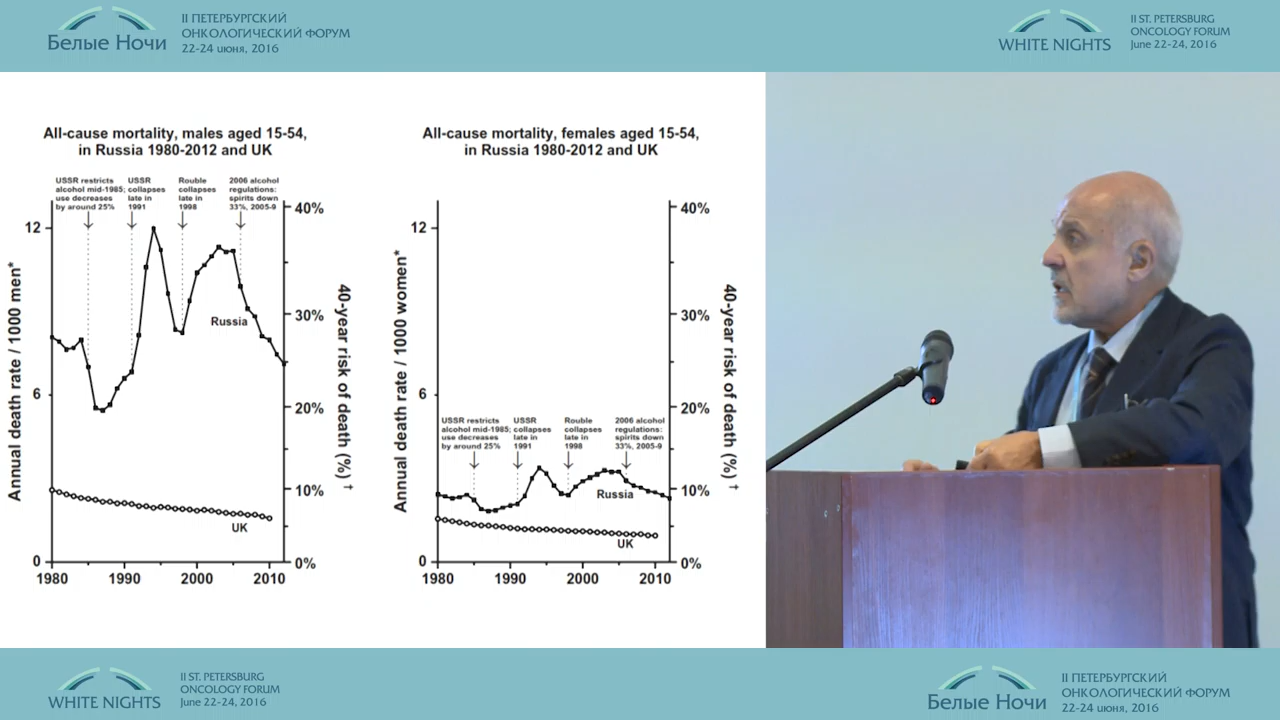 Белые Ночи
II ПЕТЕРБУРГСКИЙ
ОНКОЛОГИЧЕСКИЙ ФОРУМ
22-24 июня, 2016
WHITE NIGHTS
II ST. PETERSBURG
ONCOLOGY FORUM
June 22-24, 2016
All-cause mortality, males aged 15-54,
in Russia 1980-2012 and UK
USSR restricts
alcohol mid-1985;
use decreases
by around 25%
USSR
collapses
late in
1991
Rouble
collapses
late in
1998
2006 alcohol
regulations:
spirits down
33%, 2005-9
Annual death rate / 1000 men*
12
6
0
40%
30%
20%
10%
0%
40-year risk of death (%) †
Russia
UK
1980
1990
2000
2010
All-cause mortality, females aged 15-54,
in Russia 1980-2012 and UK
Annual death rate / 1000 women*
12
6
0
USSR restricts
alcohol mid-1985;
use decreases
by around 25%
USSR
collapses
late in
1991
Rouble
collapses
late in
1998
2006 alcohol
regulations:
spirits down
33%, 2005-9
40%
30%
20%
10%
0%
40-year risk of death (%) †
Russia
UK
1980
1990
2000
2010
WHITE NIGHTS
II ST. PETERSBURG
ONCOLOGY FORUM
June 22-24, 2016
Белые Ночи
II ПЕТЕРБУРГСКИЙ
ОНКОЛОГИЧЕСКИЙ ФОРУМ
22-24 июня, 2016